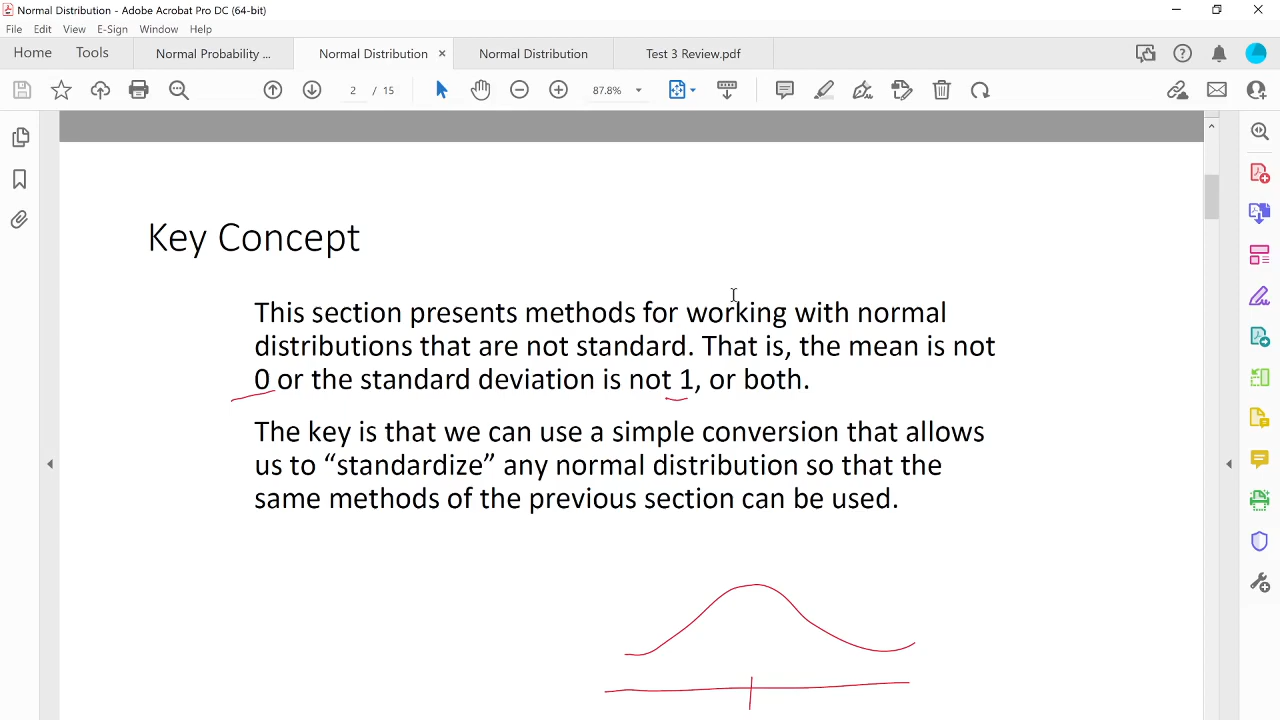 Normal Distribution - Adobe Acrobat Pro DC (64-bit)
File Edit View E-Sign Window Help
Home Tools Normal Probability ... Normal Distribution Normal Distribution Test 3 Review.pdf
2 / 15 87.8%
Key Concept
This section presents methods for working with normal
distributions that are not standard. That is, the mean is not
0 or the standard deviation is not 1, or both.
The key is that we can use a simple conversion that allows
us to “standardize” any normal distribution so that the
same methods of the previous section can be used.